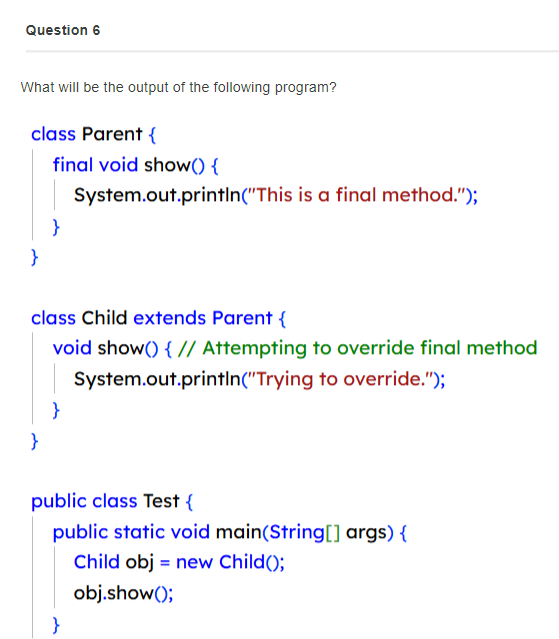 Question 6
What will be the output of the following program?
class Parent {
final void show() {
System.out.println("This is a final method.");
}
}
class Child extends Parent {
void show() { // Attempting to override final method
System.out.println("Trying to override.");
}
}
public class Test {
public static void main(String[] args) {
Child obj = new Child();
obj.show();
}